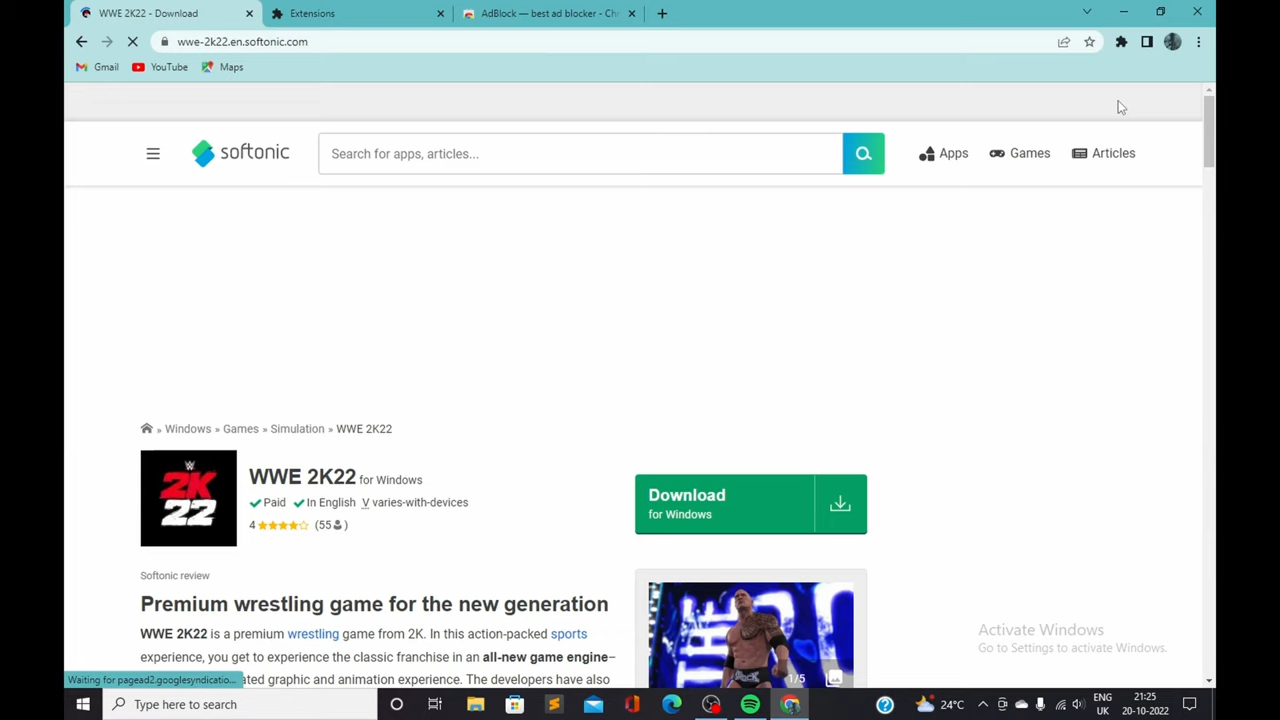 WWE 2K22 - Download
Extensions
AdBlock — best ad blocker - Ch
wwe-2k22.en.softonic.com
Gmail
YouTube
Maps
softonic
Search for apps, articles...
Apps
Games
Articles
» Windows » Games » Simulation » WWE 2K22
2K
22
WWE 2K22 for Windows
Paid In English V varies-with-devices
4 (55)
Download
for Windows
Softonic review
Premium wrestling game for the new generation
WWE 2K22 is a premium wrestling game from 2K. In this action-packed sports
experience, you get to experience the classic franchise in an all-new game engine–
ated graphic and animation experience. The developers have also
THE
1/5
Activate Windows
Go to Settings to activate Windows.
Waiting for pagead2.googlesyndicatio...
Type here to search
24°C
ENG
UK
21:25
20-10-2022